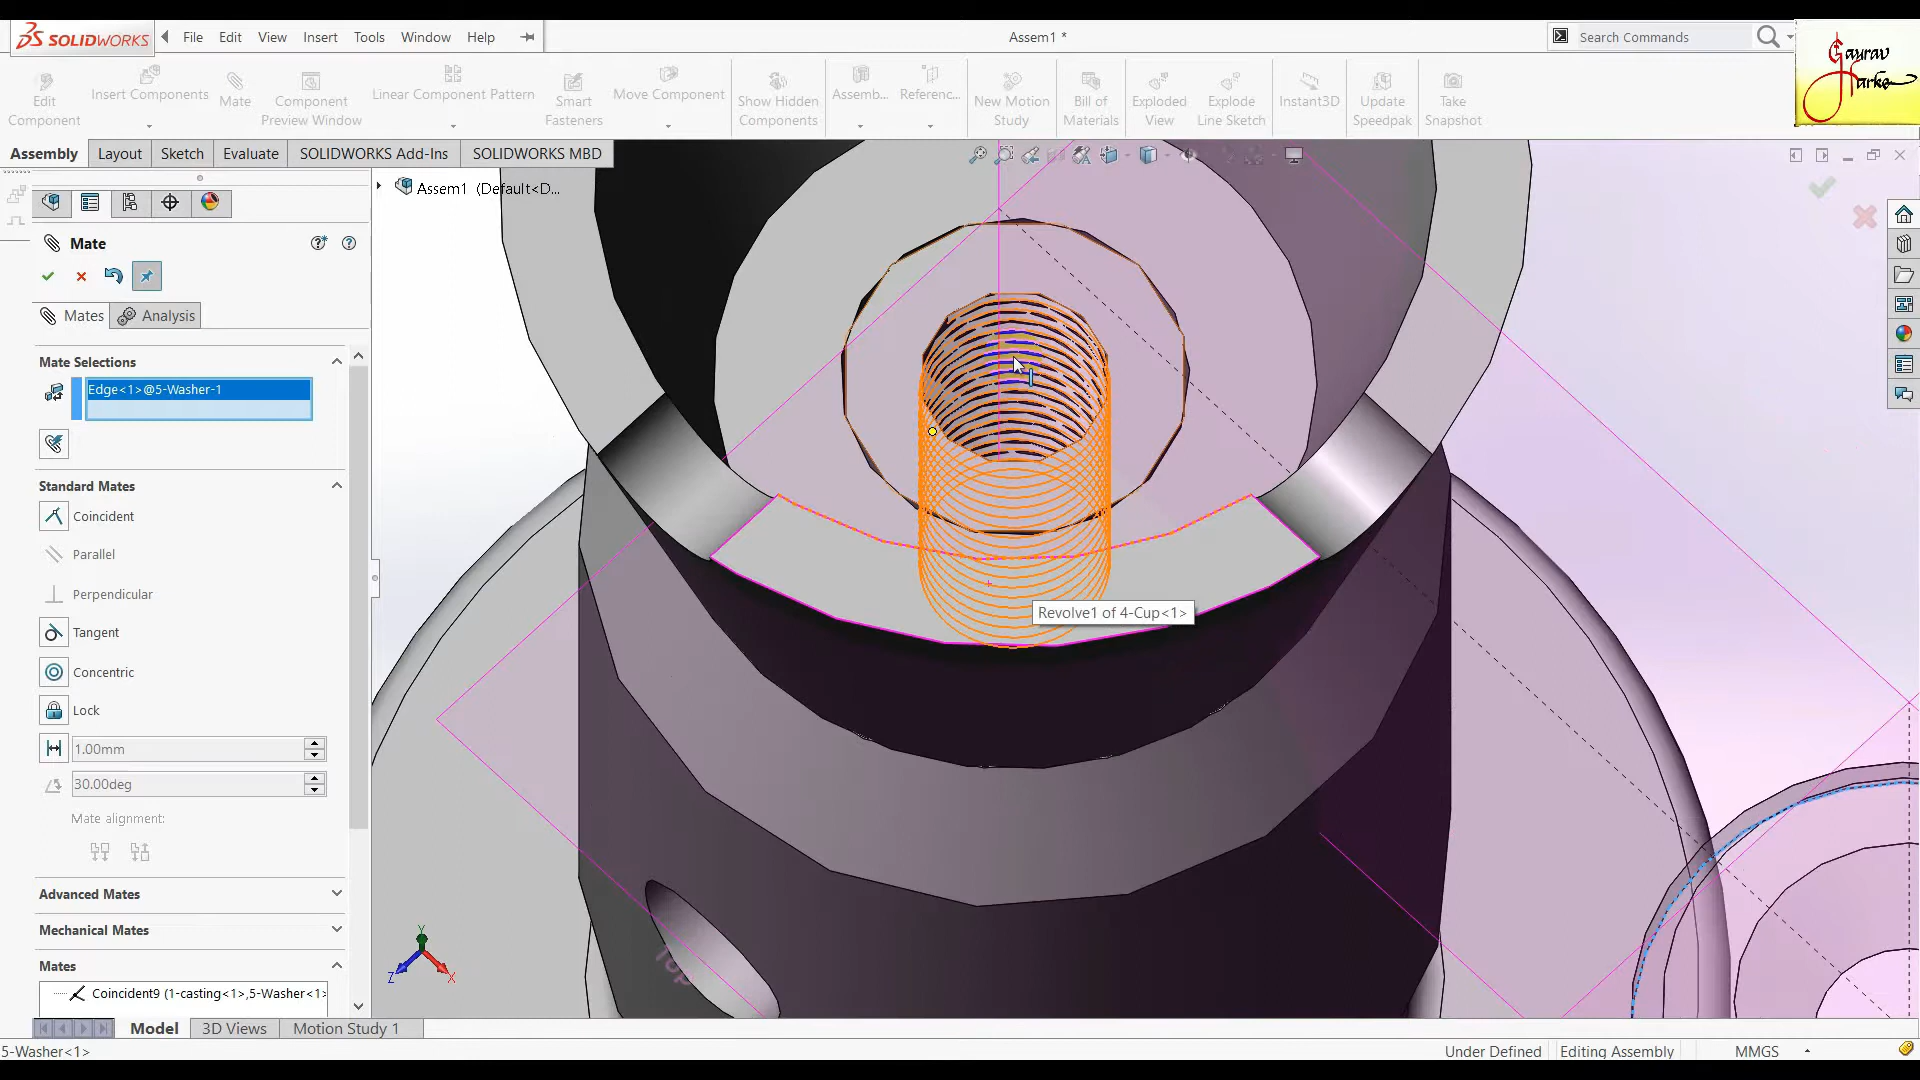 SOLIDWORKS
File Edit View Insert Tools Window Help
Assem1 *
Search Commands
Gaurav
Edit Component
Insert Components
Mate
Component Preview Window
Linear Component Pattern
Smart Fasteners
Move Component
Show Hidden Components
Assemb...
Referenc...
New Motion Study
Bill of Materials
Exploded View
Explode Line Sketch
Instant3D
Update Speedpak
Take Snapshot
Assembly Layout Sketch Evaluate SOLIDWORKS Add-Ins SOLIDWORKS MBD
Assem1 (Default<D...
Mate
Mates Analysis
Mate Selections
Edge<1>@5-Washer-1
Standard Mates
Coincident
Parallel
Perpendicular
Tangent
Concentric
Lock
1.00mm
30.00deg
Mate alignment:
Advanced Mates
Mechanical Mates
Mates
Coincident9 (1-casting<1>,5-Washer<1>
Revolve1 of 4-Cup<1>
Top
Y
Z
X
Model 3D Views Motion Study 1
5-Washer<1>
Under Defined Editing Assembly MMGS